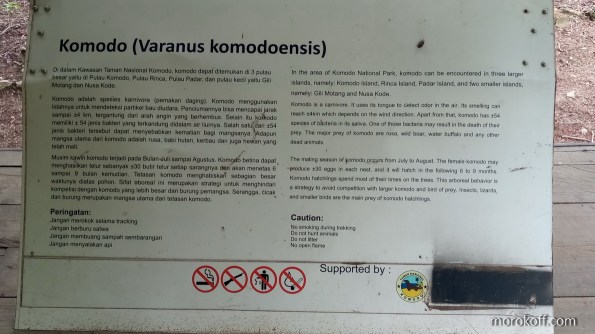 Komodo (Varanus komodoensis)
Di dalam Kawasan Taman Nasional Komodo, komodo dapat ditemukan di 3 pulau
besar yaitu di Pulau Komodo, Pulau Rinca, Pulau Padar, dan pulau kecil yaitu Gili
Motang dan Nusa Kode.
Komodo adalah spesies karnivora (pemakan daging). Komodo menggunakan
lidahnya untuk mendeteksi partikel bau diudara. Penciumannya bisa mencapai jarak
sampai ±4 km, tergantung dari arah angin yang berhembus. Selain itu komodo
memiliki ± 54 jenis bakteri yang terkandung didalam air liurnya. Salah satu dari ±54
jenis bakteri tersebut dapat menyebabkan kematian bagi mangsanya. Adapun
mangsa utama dari komodo adalah rusa, babi hutan, kerbau dan juga hewan yang
telah mati.
Musim kawin komodo terjadi pada Bulan-Juli sampai Agustus. Komodo betina dapat
menghasilkan telur sebanyak ±30 butir telur setiap sarangnya dan akan menetas 6
sampai 9 bulan kemudian. Tetasan komodo menghabiskan sebagian besar
waktunya diatas pohon. Sifat arboreal ini merupakan strategi untuk menghindari
kompetisi dengan komodo yang lebih besar dan burung pemangsa. Serangga, cicak
dan burung merupakan mangsa utama dari tetasan komodo.
Peringatan:
Jangan merokok selama tracking
Jangan berburu satwa
Jangan membuang sampah sembarangan
Jangan menyalakan api
In the area of Komodo National Park, komodo can be encountered in three larger
islands, namely: Komodo Island, Rinca Island, Padar Island, and two smaller islands,
namely: Gili Motang and Nusa Kode.
Komodo is a carnivore. It uses its tongue to detect odor in the air. Its smelling can
reach ±4km which depends on the wind direction. Apart from that, komodo has ±54
species of bacteria in its saliva. One of those bacteria may result in the death of their
prey. The major prey of komodo are rusa, wild boar, water buffalo and any other
dead animals.
The mating season of komodo occurs from July to August. The female komodo may
produce ±30 eggs in each nest, and it will hatch in the following 6 to 9 months.
Komodo hatchlings spend most of their times on the trees. This arboreal behavior is
a strategy to avoid competition with larger komodo and bird of prey. Insects, lizards,
and smaller birds are the main prey of komodo hatchlings.
Caution:
No smoking during trekking
Do not hunt animals
Do not litter
No open flame
Supported by :
morokoff.com